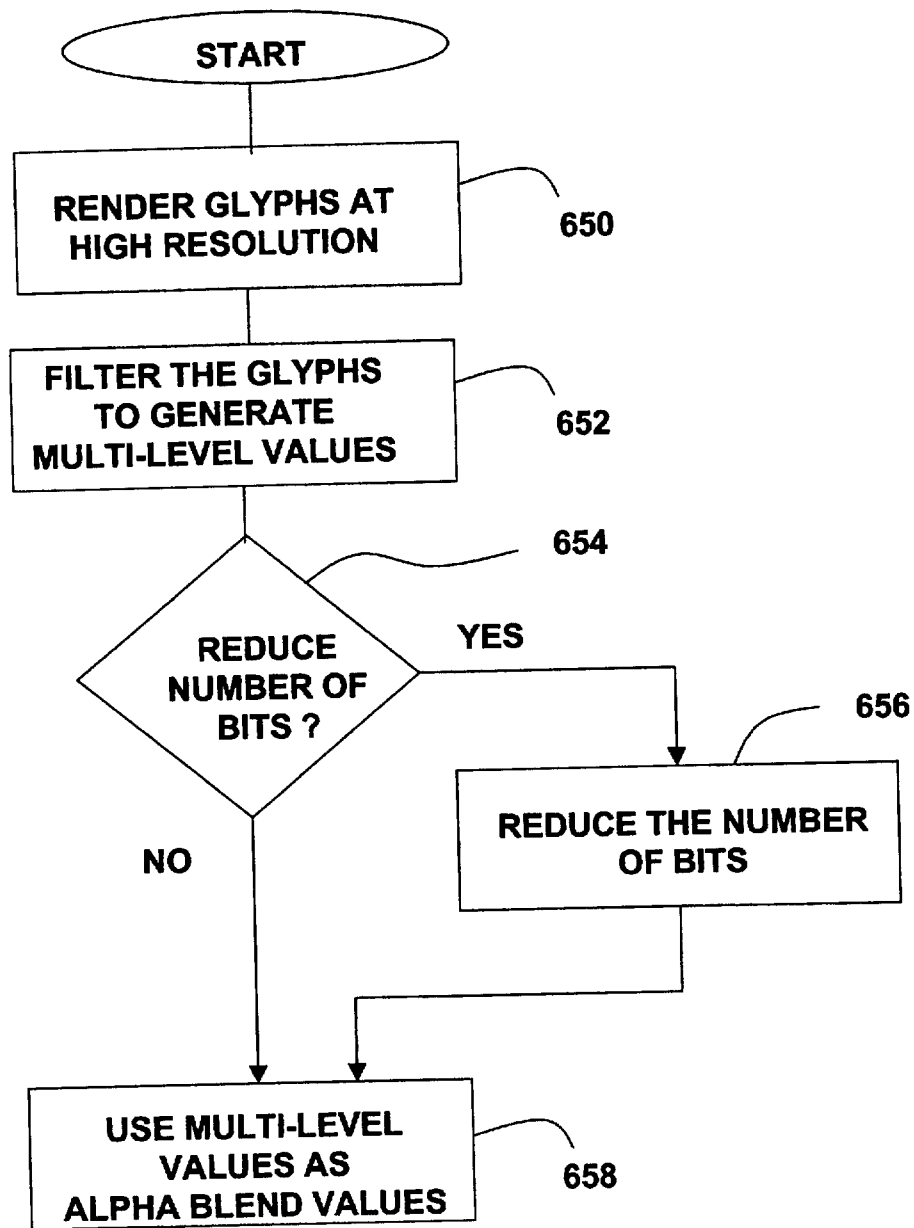 START
RENDER GLYPHS AT
HIGH RESOLUTION
650
FILTER THE GLYPHS
TO GENERATE
MULTI-LEVEL VALUES
652
654
REDUCE
NUMBER OF
BITS ?
YES
656
REDUCE THE NUMBER
OF BITS
NO
USE MULTI-LEVEL
VALUES AS
ALPHA BLEND VALUES
658